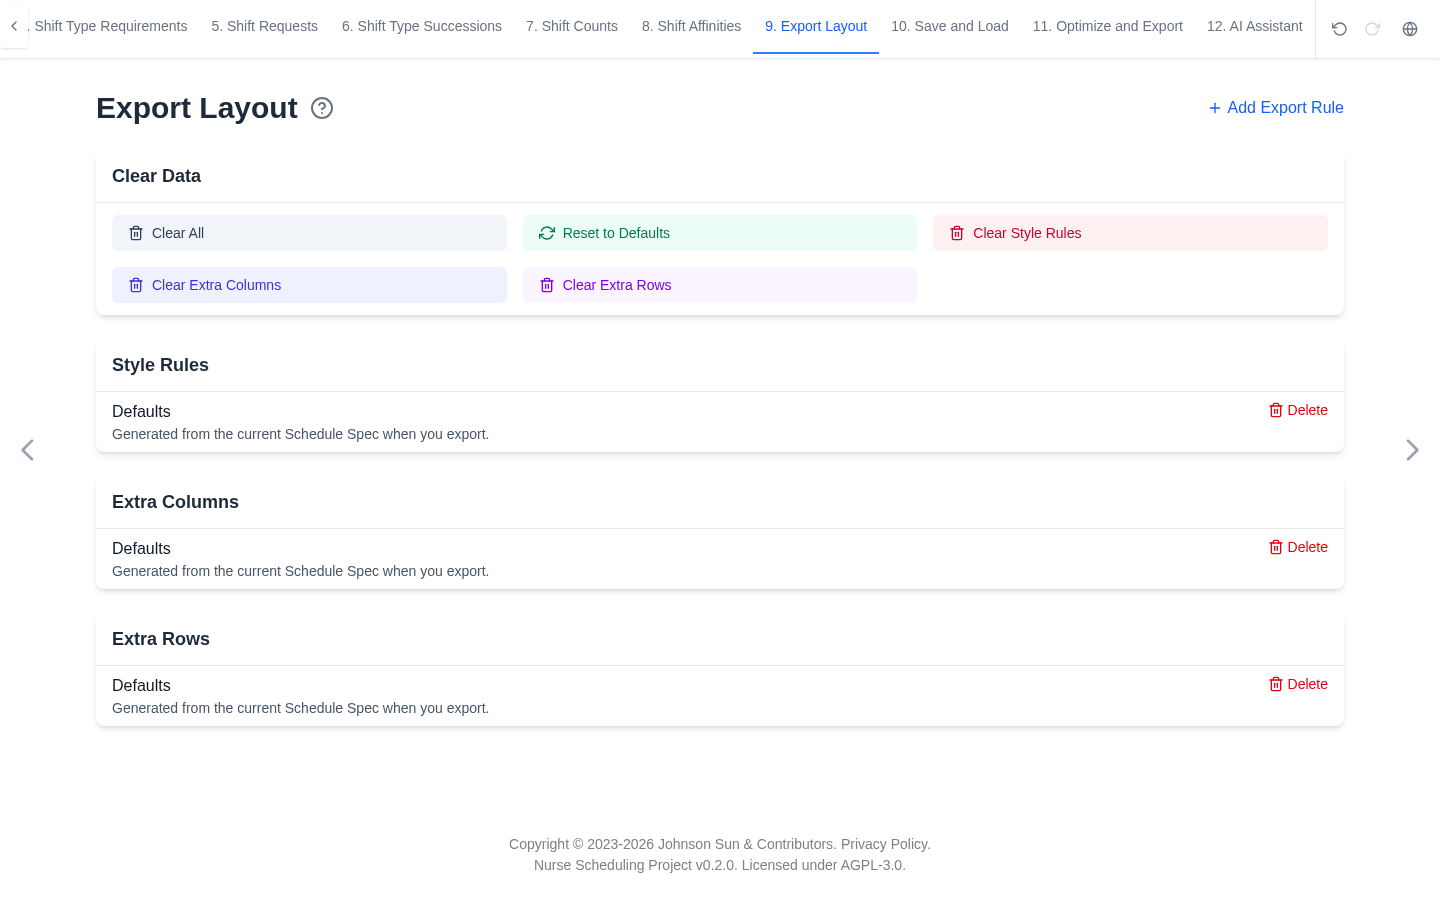 . Shift Type Requirements
5. Shift Requests
6. Shift Type Successions
7. Shift Counts
8. Shift Affinities
9. Export Layout
10. Save and Load
11. Optimize and Export
12. AI Assistant
Export Layout
Add Export Rule
Clear Data
Clear All
Reset to Defaults
Clear Style Rules
Clear Extra Columns
Clear Extra Rows
Style Rules
Defaults
Delete
Generated from the current Schedule Spec when you export.
Extra Columns
Defaults
Delete
Generated from the current Schedule Spec when you export.
Extra Rows
Defaults
Delete
Generated from the current Schedule Spec when you export.
Copyright © 2023-2026 Johnson Sun & Contributors. Privacy Policy.
Nurse Scheduling Project v0.2.0. Licensed under AGPL-3.0.